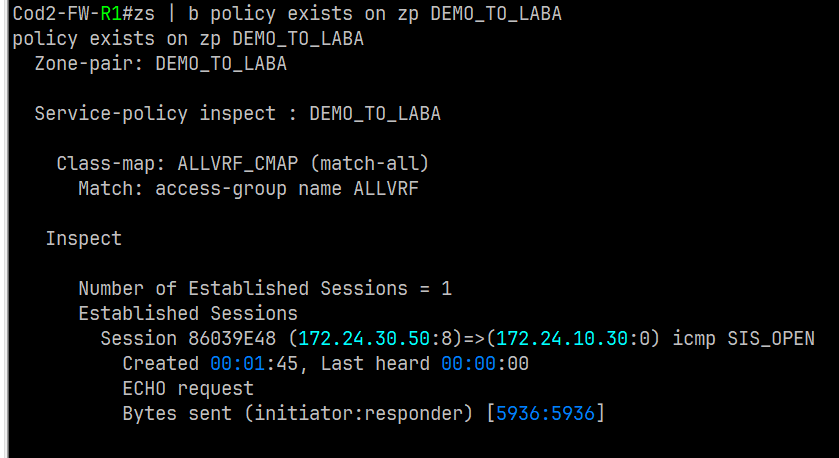 Cod2-FW-R1#zs | b policy exists on zp DEMO_TO_LABA
policy exists on zp DEMO_TO_LABA
Zone-pair: DEMO_TO_LABA
Service-policy inspect : DEMO_TO_LABA
Class-map: ALLVRF_CMAP (match-all)
Match: access-group name ALLVRF
Inspect
Number of Established Sessions = 1
Established Sessions
Session 86039E48 (172.24.30.50:8)=>(172.24.10.30:0) icmp SIS_OPEN
Created 00:01:45, Last heard 00:00:00
ECHO request
Bytes sent (initiator:responder) [5936:5936]